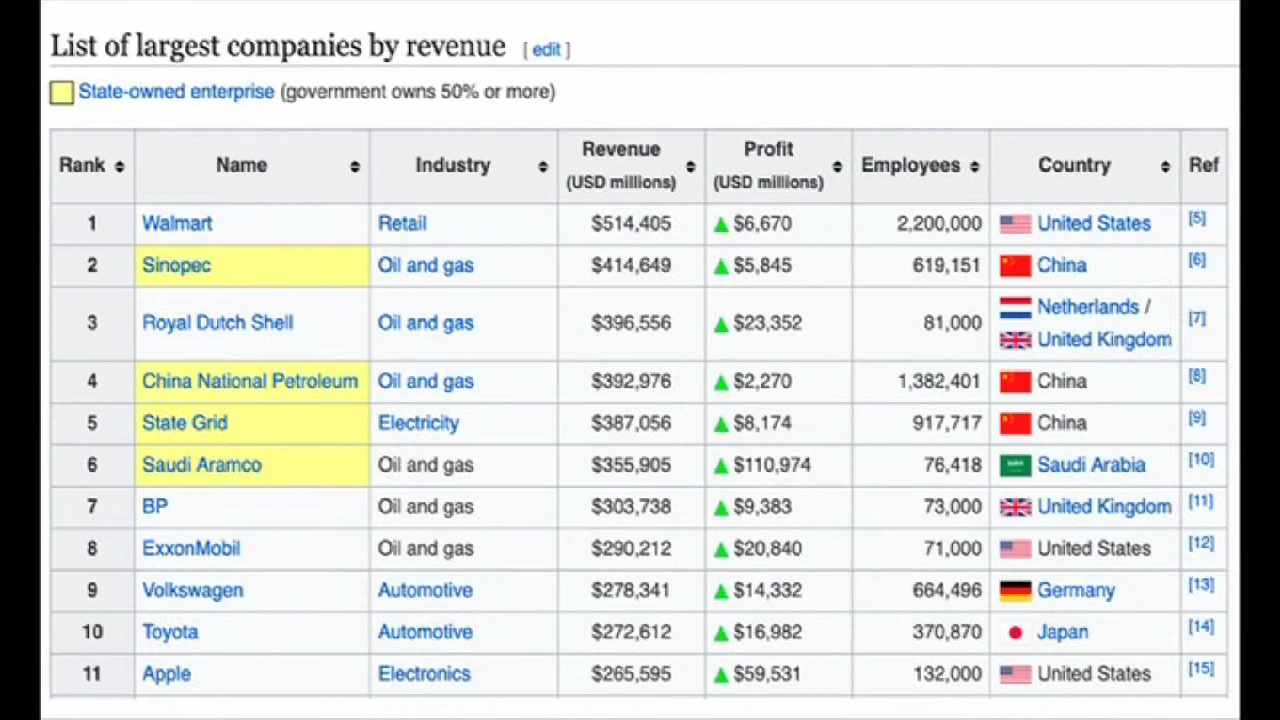 List of largest companies by revenue [ edit ]
State-owned enterprise (government owns 50% or more)
Rank Name Industry Revenue (USD millions) Profit (USD millions) Employees Country Ref
1 Walmart Retail $514,405 ▲ $6,670 2,200,000 United States [5]
2 Sinopec Oil and gas $414,649 ▲ $5,845 619,151 China [6]
3 Royal Dutch Shell Oil and gas $396,556 ▲ $23,352 81,000 Netherlands / United Kingdom [7]
4 China National Petroleum Oil and gas $392,976 ▲ $2,270 1,382,401 China [8]
5 State Grid Electricity $387,056 ▲ $8,174 917,717 China [9]
6 Saudi Aramco Oil and gas $355,905 ▲ $110,974 76,418 Saudi Arabia [10]
7 BP Oil and gas $303,738 ▲ $9,383 73,000 United Kingdom [11]
8 ExxonMobil Oil and gas $290,212 ▲ $20,840 71,000 United States [12]
9 Volkswagen Automotive $278,341 ▲ $14,332 664,496 Germany [13]
10 Toyota Automotive $272,612 ▲ $16,982 370,870 Japan [14]
11 Apple Electronics $265,595 ▲ $59,531 132,000 United States [15]